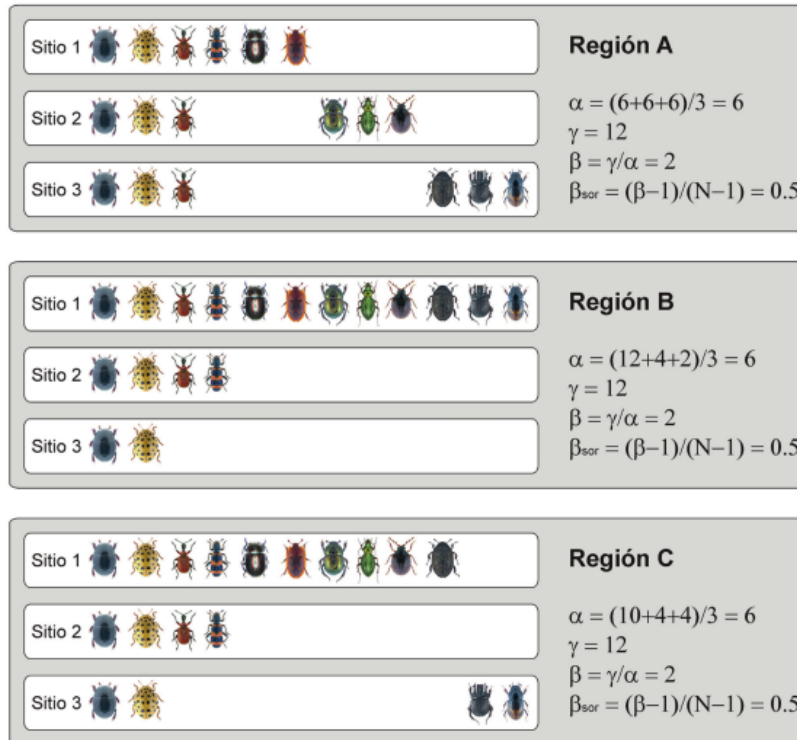 Sitio 1
Región A
Sitio 2
α = (6+6+6)/3 = 6
γ = 12
β = γ/α = 2
Sitio 3
βsor = (β−1)/(N−1) = 0.5
Sitio 1
Región B
Sitio 2
α = (12+4+2)/3 = 6
γ = 12
β = γ/α = 2
Sitio 3
βsor = (β−1)/(N−1) = 0.5
Sitio 1
Región C
Sitio 2
α = (10+4+4)/3 = 6
γ = 12
β = γ/α = 2
Sitio 3
βsor = (β−1)/(N−1) = 0.5